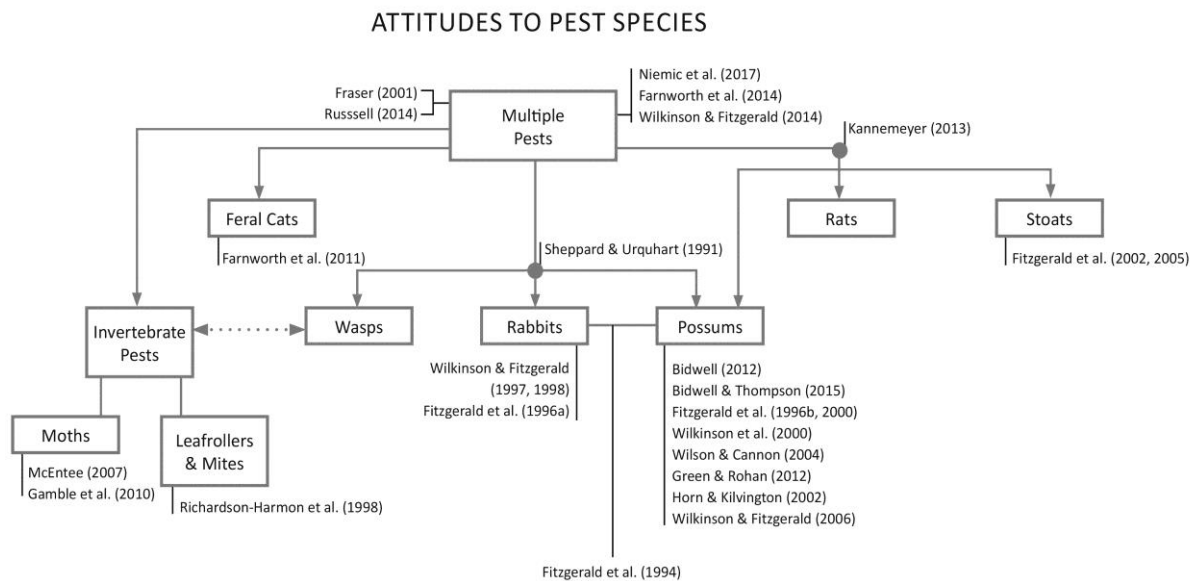 ATTITUDES TO PEST SPECIES
Fraser (2001)
Russsell (2014)
Multiple
Pests
Niemic et al. (2017)
Farnworth et al. (2014)
Wilkinson & Fitzgerald (2014)
Kannemeyer (2013)
Feral Cats
Farnworth et al. (2011)
Rats
Stoats
Fitzgerald et al. (2002, 2005)
Sheppard & Urquhart (1991)
Invertebrate
Pests
Wasps
Rabbits
Possums
Wilkinson & Fitzgerald
(1997, 1998)
Fitzgerald et al. (1996a)
Bidwell (2012)
Bidwell & Thompson (2015)
Fitzgerald et al. (1996b, 2000)
Wilkinson et al. (2000)
Wilson & Cannon (2004)
Green & Rohan (2012)
Horn & Kilvington (2002)
Wilkinson & Fitzgerald (2006)
Moths
McEntee (2007)
Gamble et al. (2010)
Leafrollers
& Mites
Richardson-Harmon et al. (1998)
Fitzgerald et al. (1994)